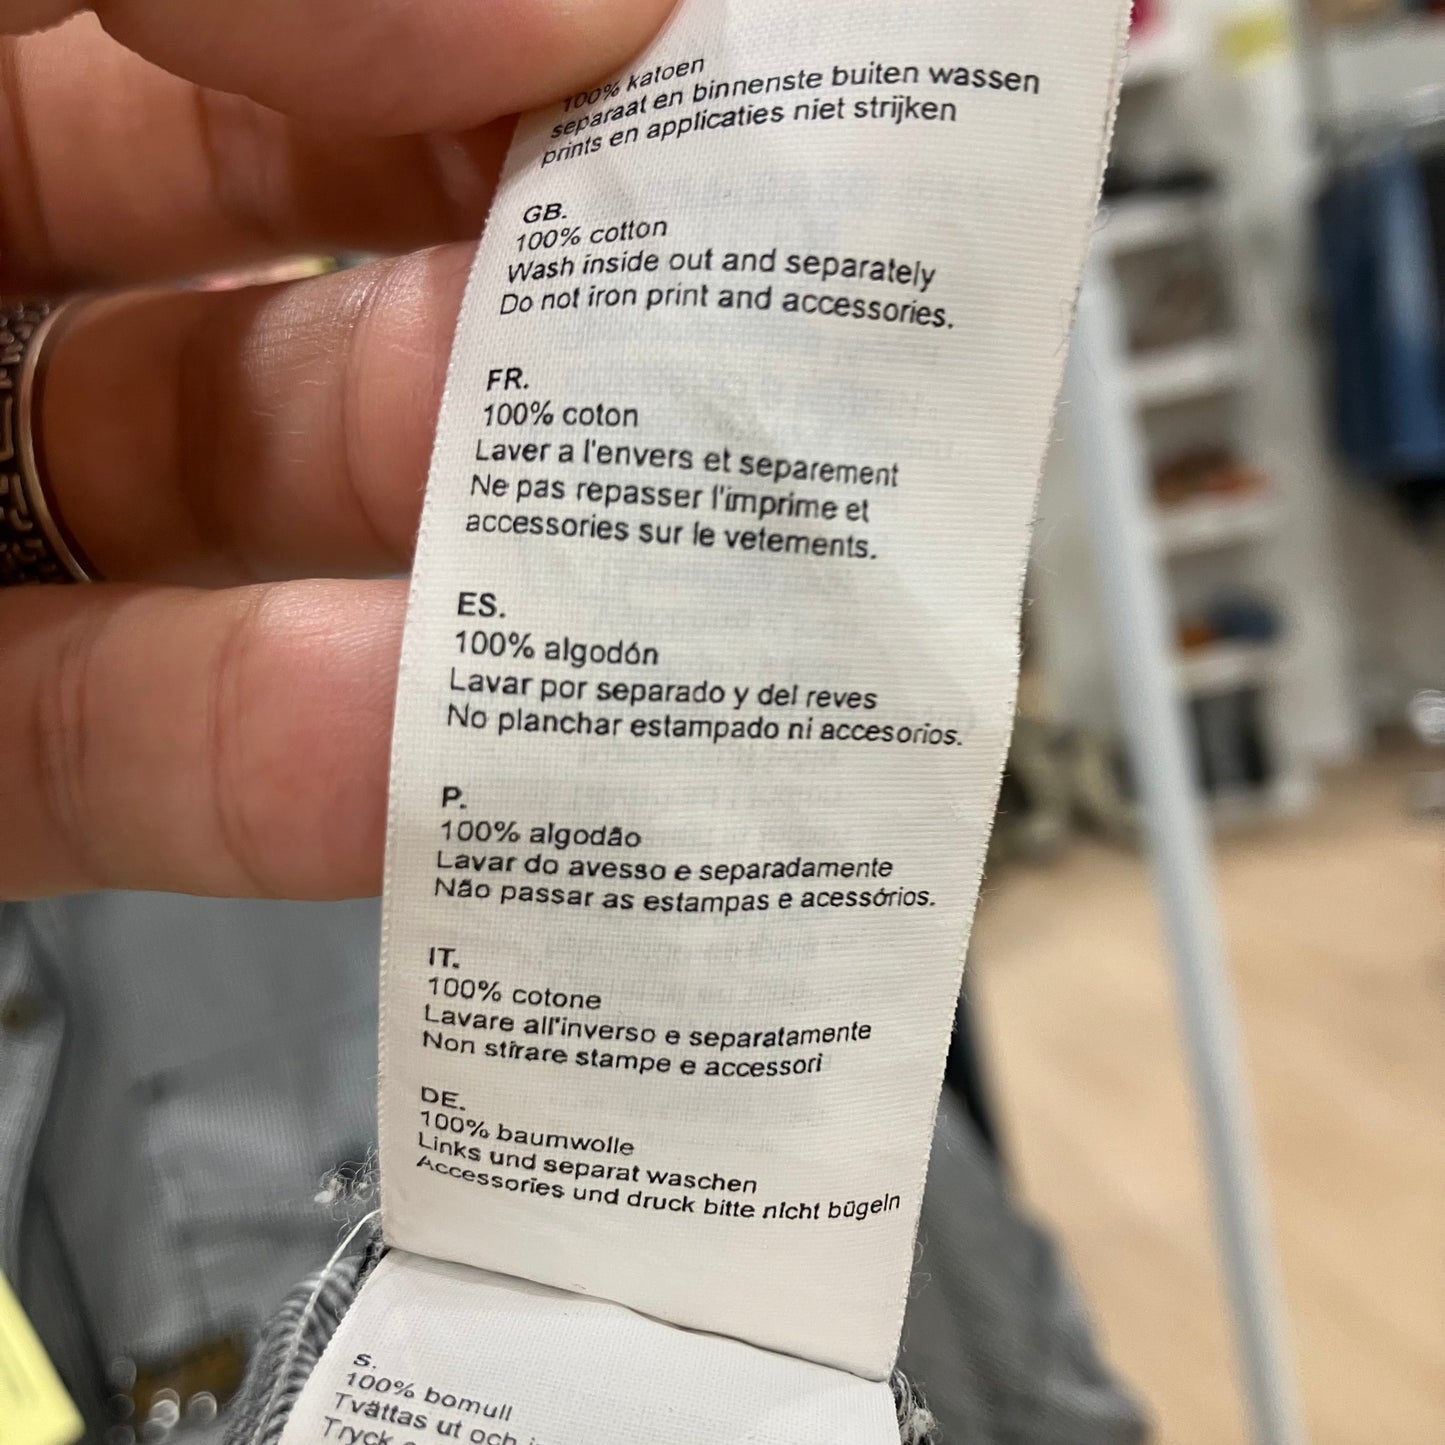 100% katoen
separaat en binnenste buiten wassen
prints en applicaties niet strijken
GB.
100% cotton
Wash inside out and separately
Do not iron print and accessories.
FR.
100% coton
Laver a l'envers et separement
Ne pas repasser l'imprime et
accessories sur le vetements.
ES.
100% algodón
Lavar por separado y del reves
No planchar estampado ni accesorios.
P.
100% algodão
Lavar do avesso e separadamente
Não passar as estampas e acessórios.
IT.
100% cotone
Lavare all'inverso e separatamente
Non stirare stampe e accessori
DE.
100% baumwolle
Links und separat waschen
Accessories und druck bitte nicht bügeln
S.
100% bomull
Tvättas ut och
Tryck